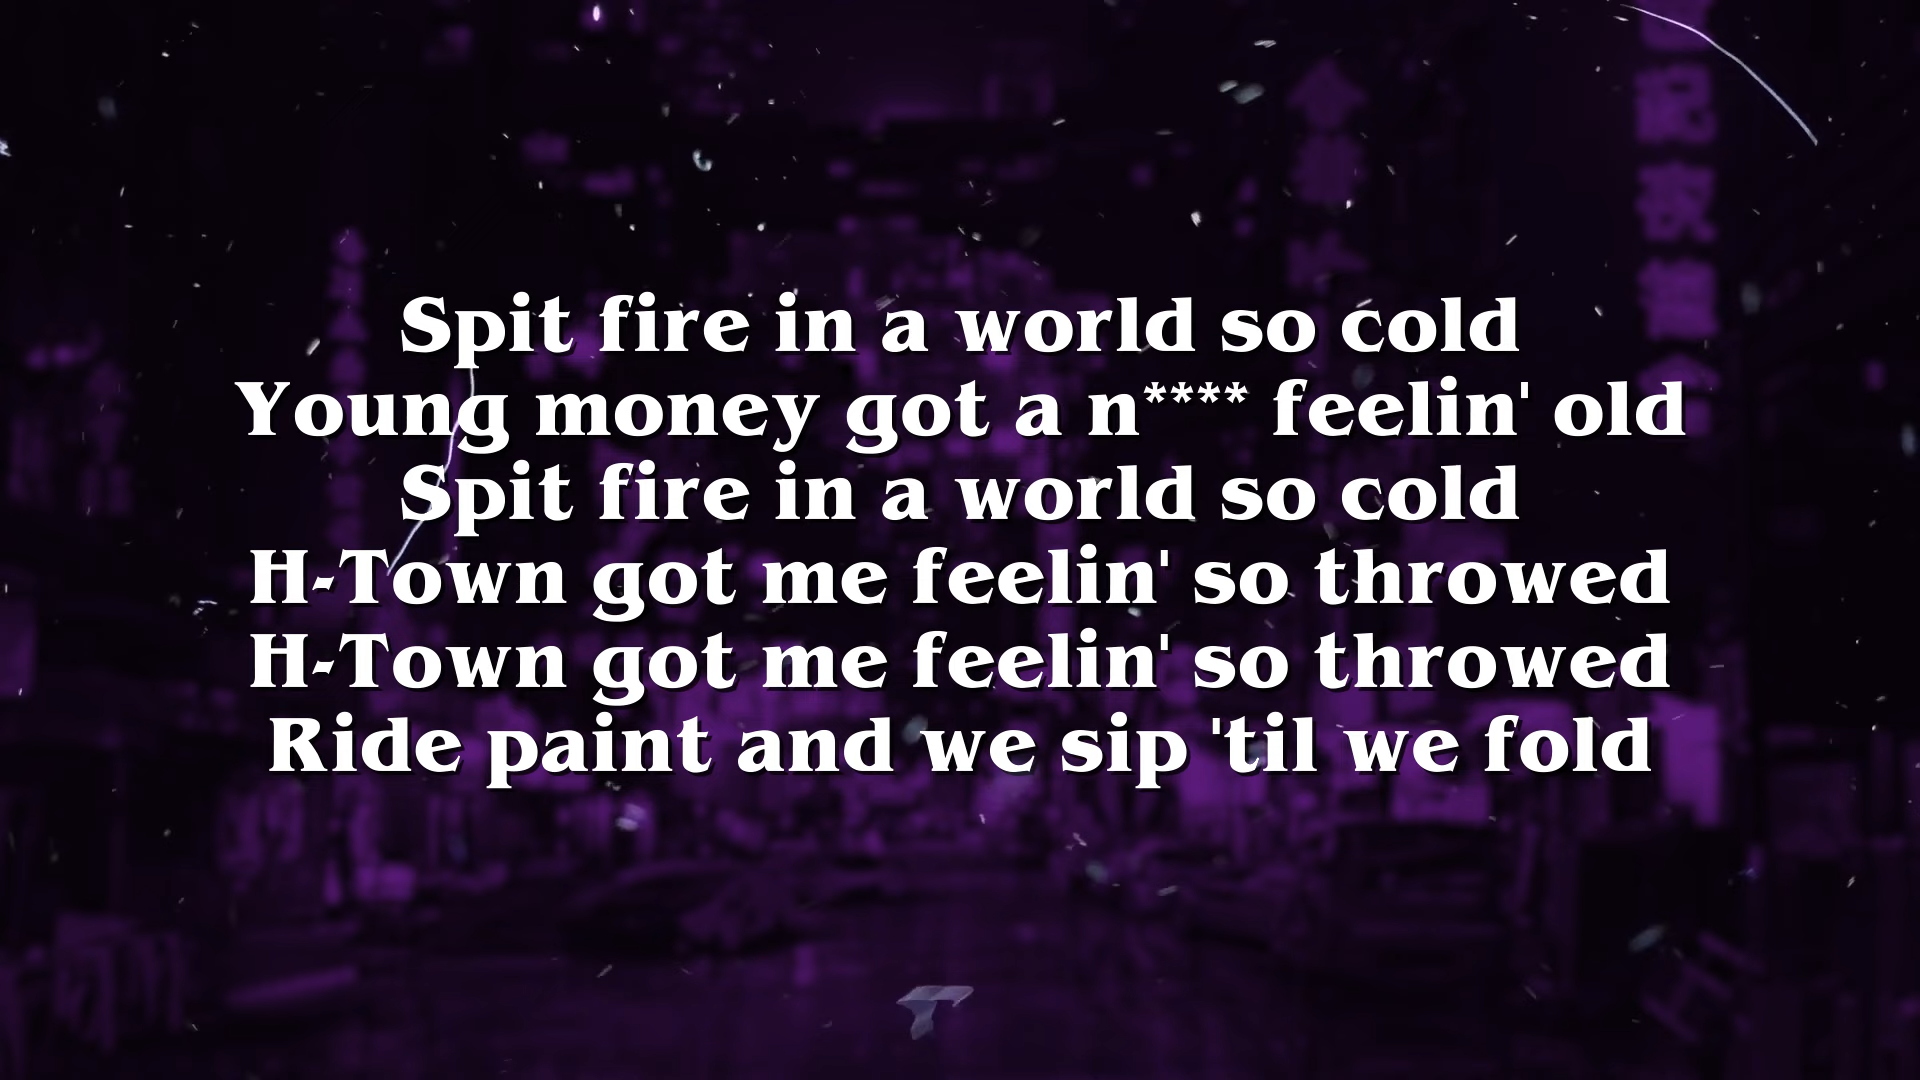 Spit fire in a world so cold
Young money got a n**** feelin' old
Spit fire in a world so cold
H-Town got me feelin' so throwed
H-Town got me feelin' so throwed
Ride paint and we sip 'til we fold